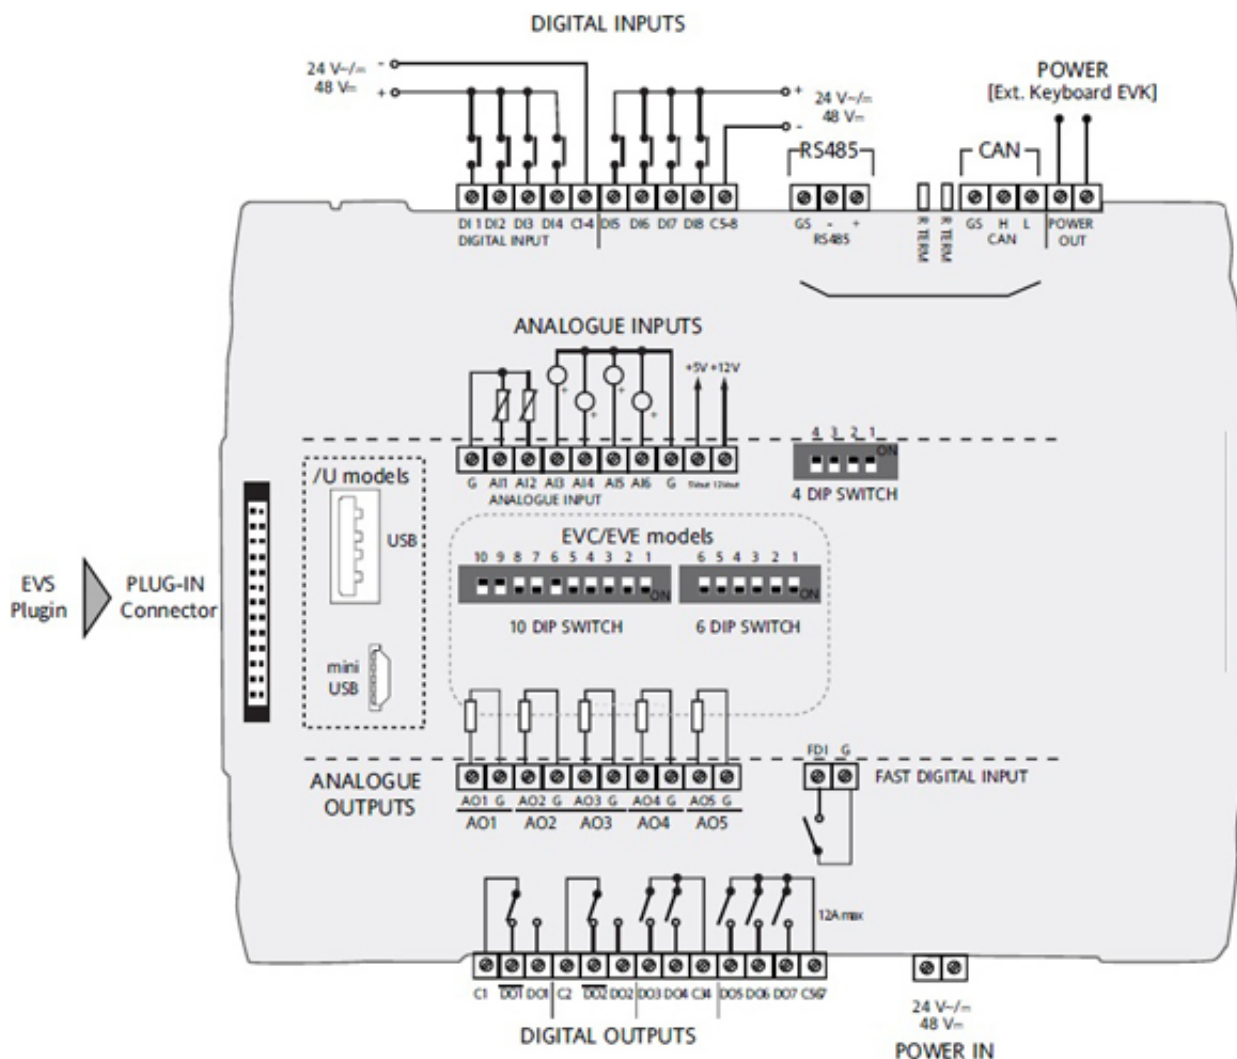 DIGITAL INPUTS
24 V~/⎓ -
48 V⎓ +
+ 24 V~/⎓
- 48 V⎓
POWER
[Ext. Keyboard EVK]
RS485 CAN
DI 1 DI2 DI3 DI4 C1-4 DI5 DI6 DI7 DI8 C5-8
DIGITAL INPUT
GS - +
RS485
R TERM R TERM
GS H L
CAN
POWER
OUT
ANALOGUE INPUTS
+5V +12V
+ + + +
G AI1 AI2 AI3 AI4 AI5 AI6 G 5Vout 12Vout
ANALOGUE INPUT
4 3 2 1
ON
4 DIP SWITCH
/U models
USB
mini
USB
EVS
Plugin
PLUG-IN
Connector
EVC/EVE models
10 9 8 7 6 5 4 3 2 1
ON
10 DIP SWITCH
6 5 4 3 2 1
ON
6 DIP SWITCH
ANALOGUE
OUTPUTS
AO1 G AO2 G AO3 G AO4 G AO5 G
AO1 AO2 AO3 AO4 AO5
FDI G
FAST DIGITAL INPUT
12A max
C1 DO1 DO1 C2 DO2 DO2 DO3 DO4 C34 DO5 DO6 DO7 C567
DIGITAL OUTPUTS
24 V~/⎓
48 V⎓
POWER IN